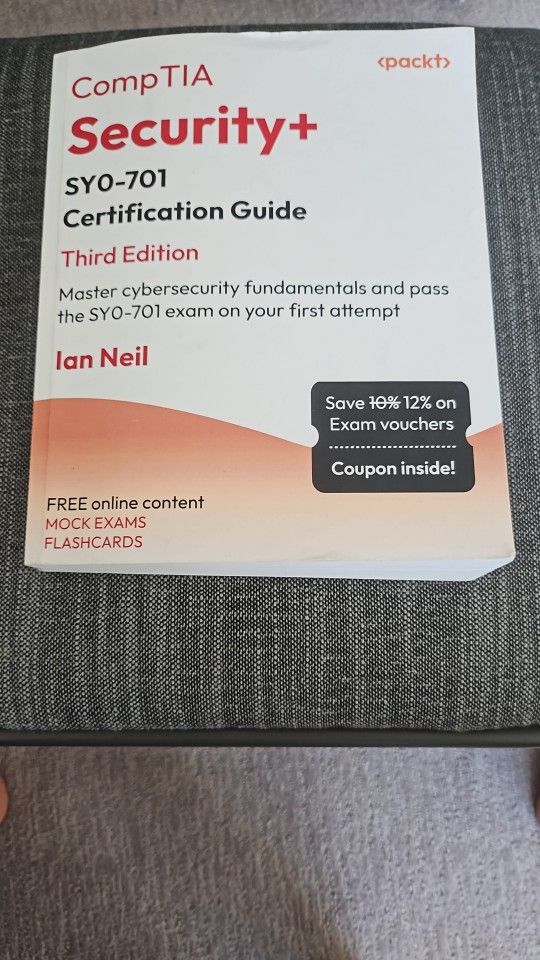 <packt>
CompTIA
Security+
SY0-701
Certification Guide
Third Edition
Master cybersecurity fundamentals and pass
the SY0-701 exam on your first attempt
Ian Neil
Save 10% 12% on
Exam vouchers
Coupon inside!
FREE online content
MOCK EXAMS
FLASHCARDS